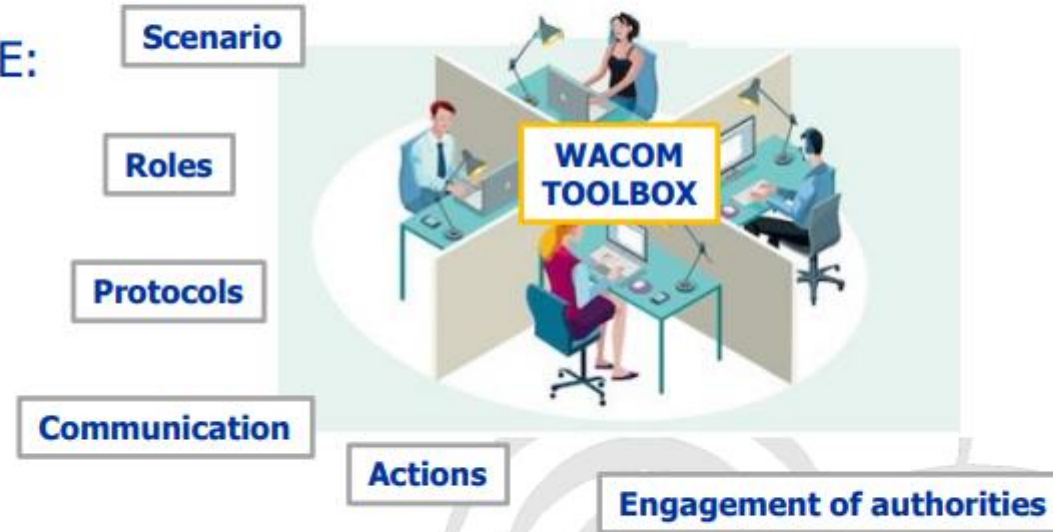 E:
Scenario
Roles
WACOM
TOOLBOX
Protocols
Communication
Actions
Engagement of authorities